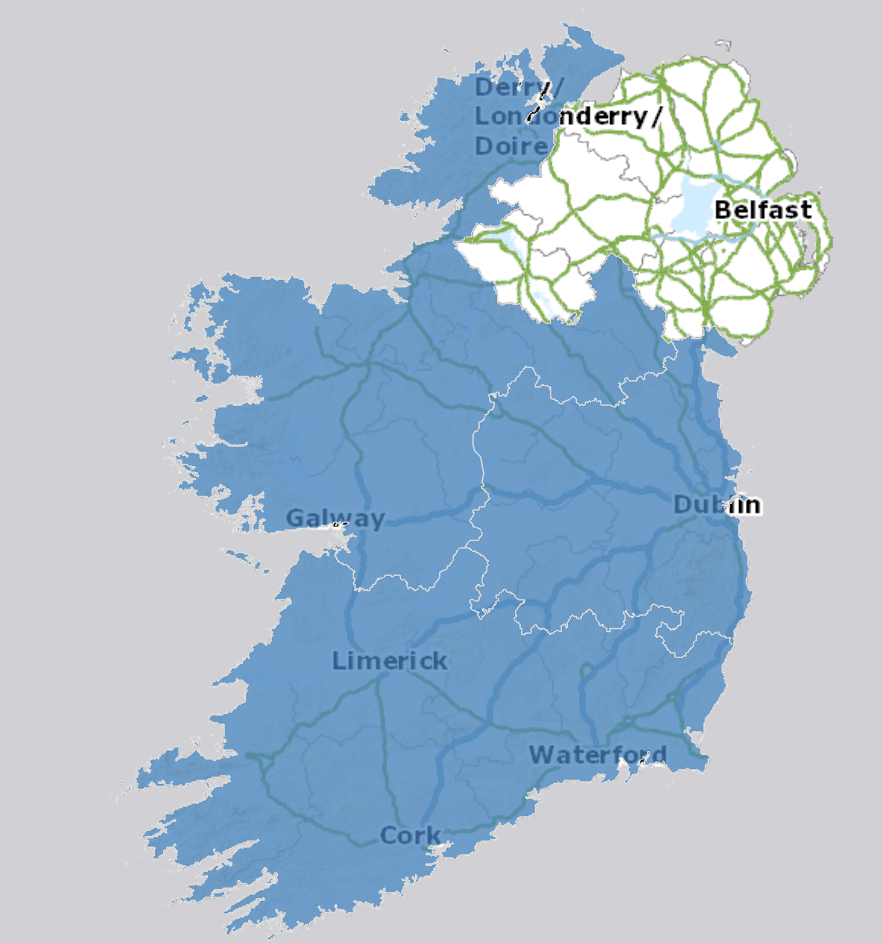 Derry/
Londonderry/
Doire
Belfast
Dublin
Galway
Limerick
Waterford
Cork